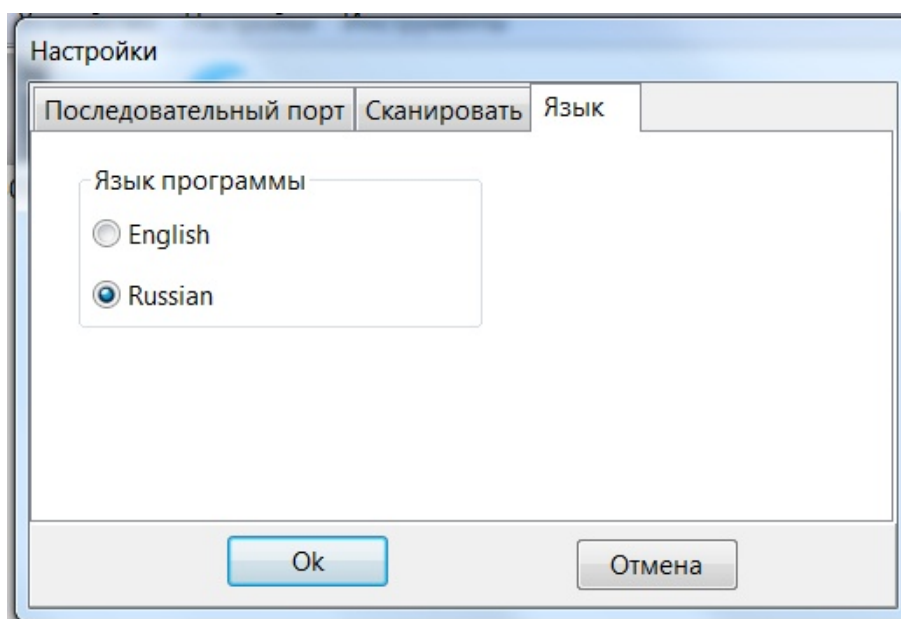 Настройки
Последовательный порт Сканировать Язык
Язык программы
English
Russian
Ok Отмена